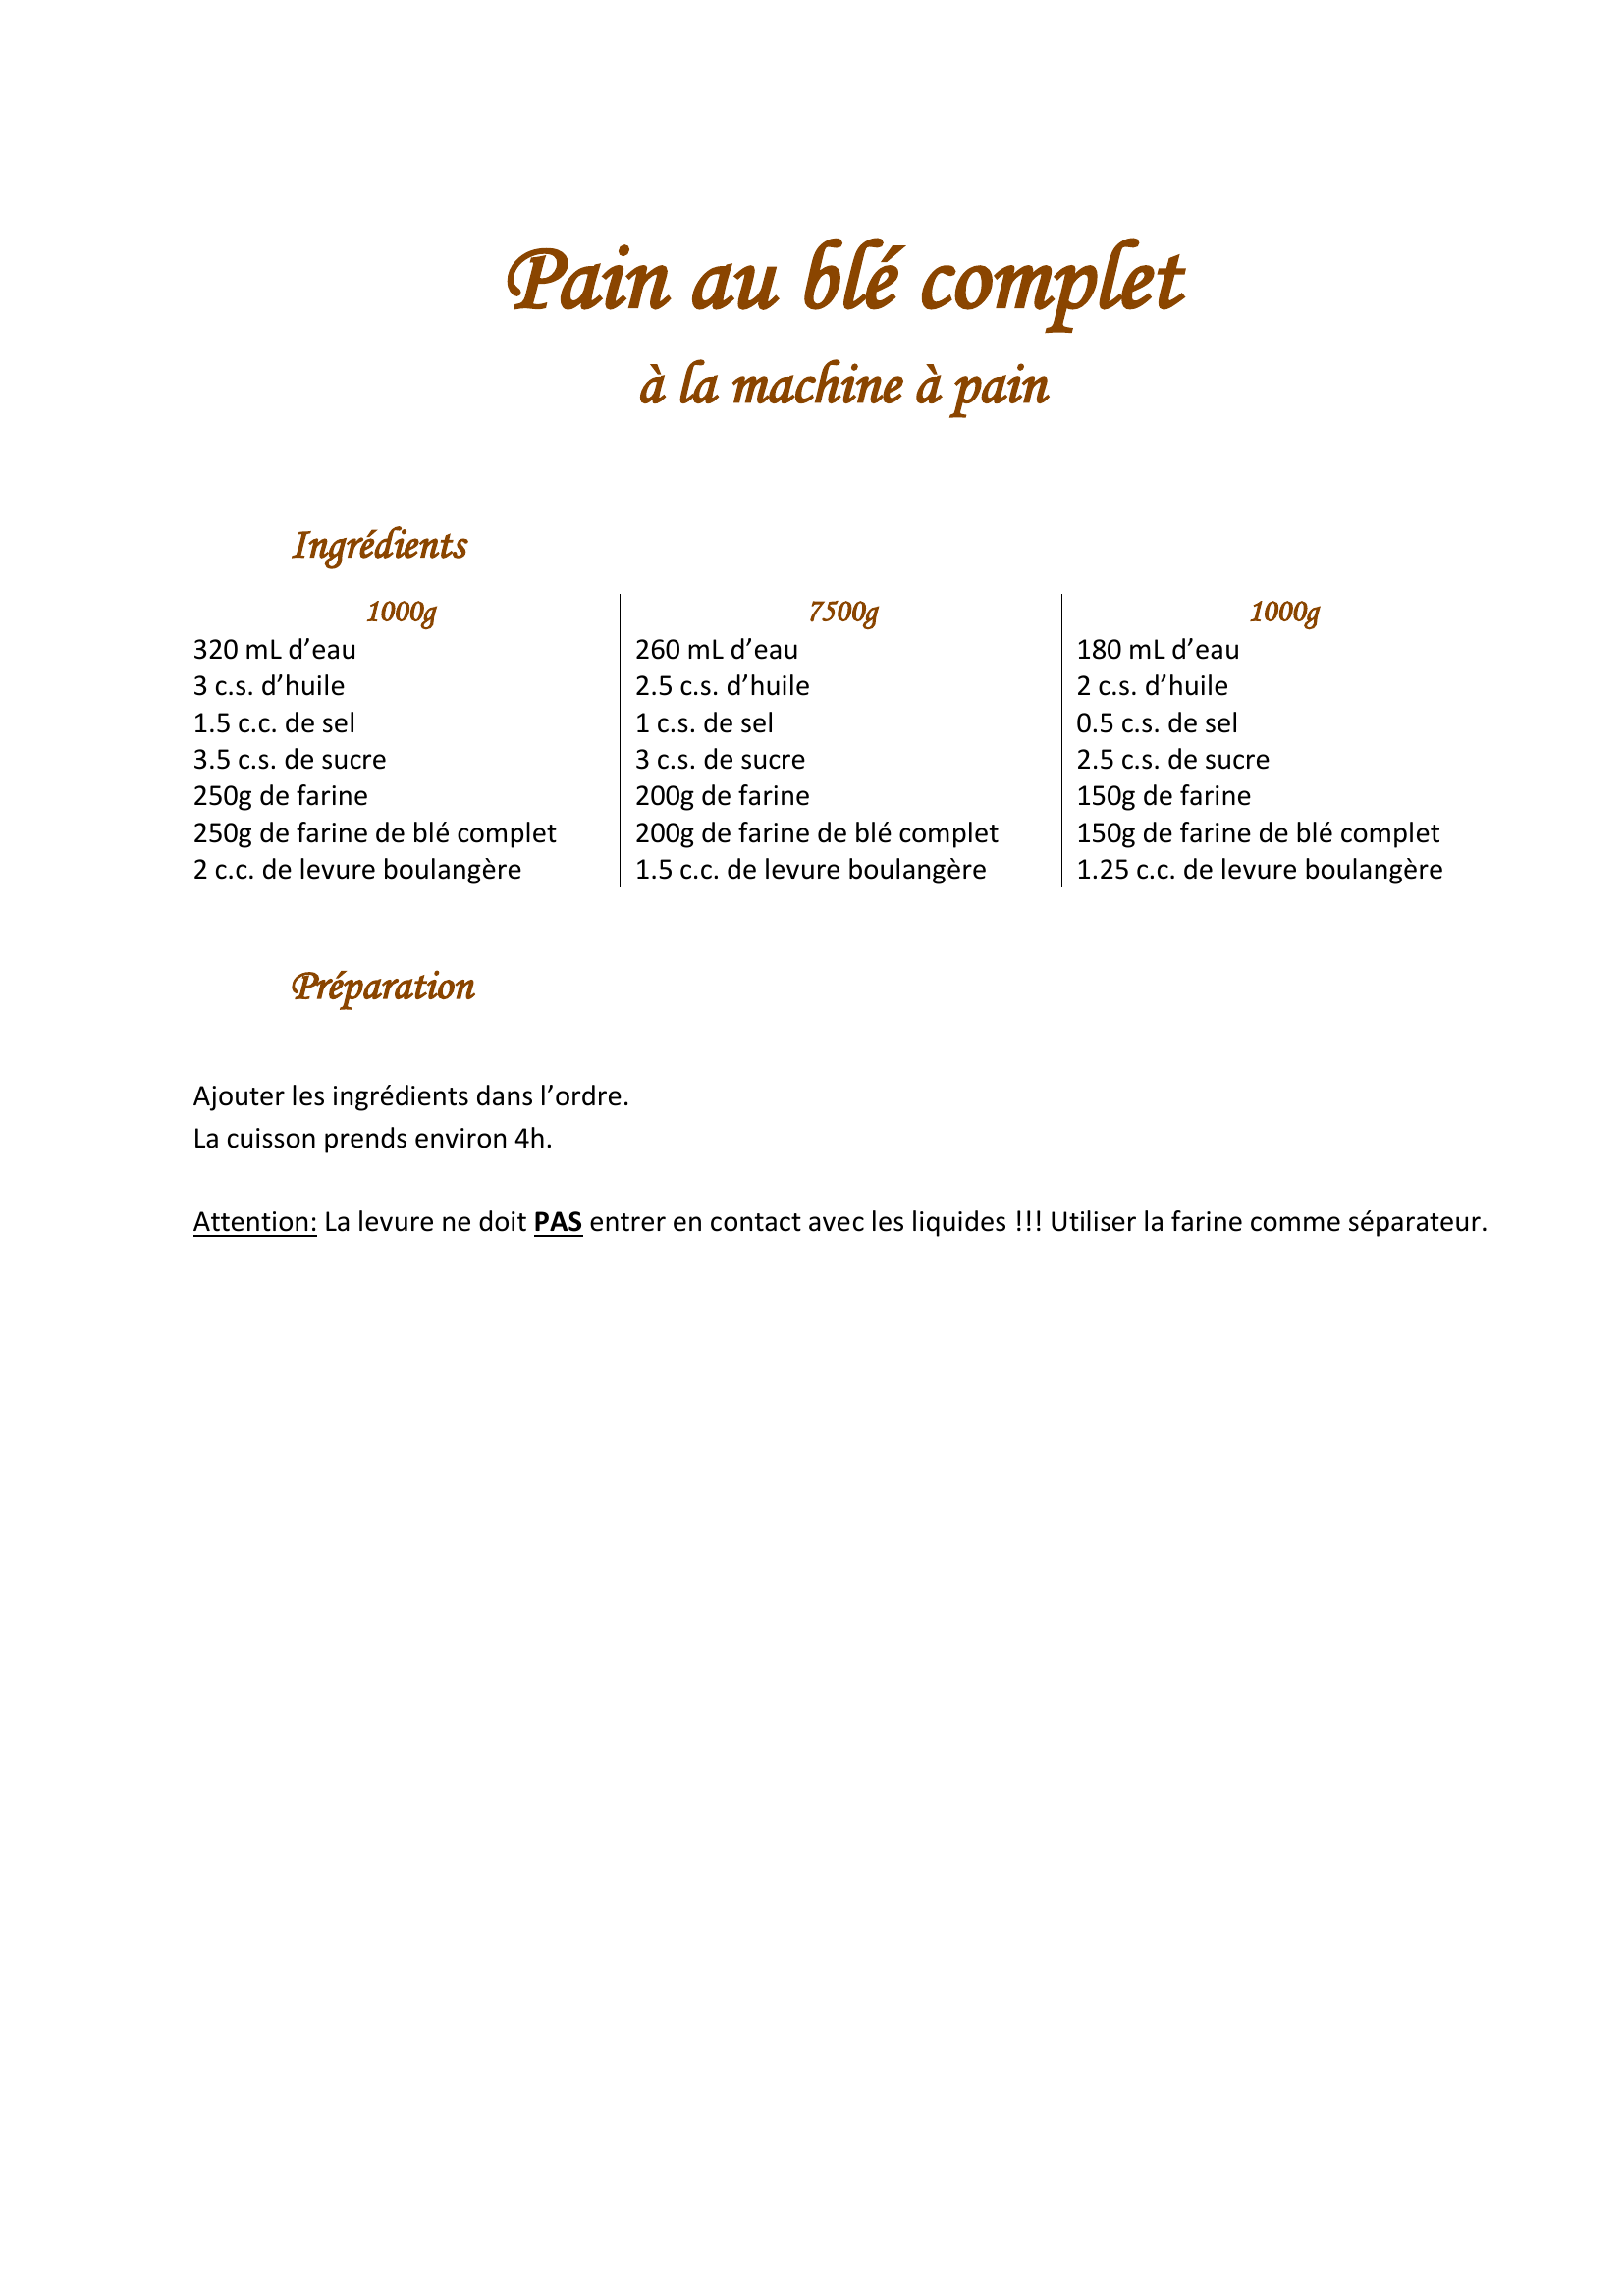 Pain au blé complet
à la machine à pain
Ingrédients
1000g
320 mL d’eau
3 c.s. d’huile
1.5 c.c. de sel
3.5 c.s. de sucre
250g de farine
250g de farine de blé complet
2 c.c. de levure boulangère
7500g
260 mL d’eau
2.5 c.s. d’huile
1 c.s. de sel
3 c.s. de sucre
200g de farine
200g de farine de blé complet
1.5 c.c. de levure boulangère
1000g
180 mL d’eau
2 c.s. d’huile
0.5 c.s. de sel
2.5 c.s. de sucre
150g de farine
150g de farine de blé complet
1.25 c.c. de levure boulangère
Préparation
Ajouter les ingrédients dans l’ordre.
La cuisson prends environ 4h.
Attention: La levure ne doit PAS entrer en contact avec les liquides !!! Utiliser la farine comme séparateur.